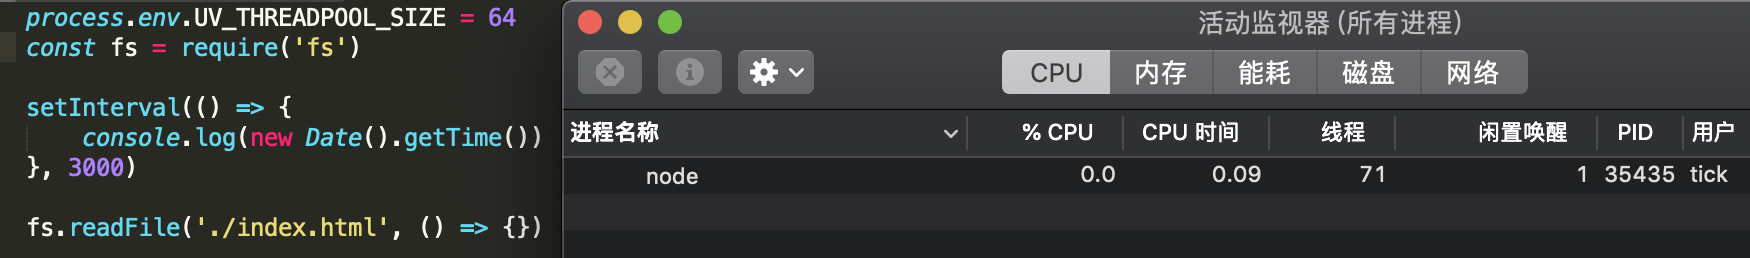 process.env.UV_THREADPOOL_SIZE = 64
const fs = require('fs')
setInterval(() => {
    console.log(new Date().getTime())
}, 3000)
fs.readFile('./index.html', () => {})
活动监视器 (所有进程)
CPU 内存 能耗 磁盘 网络
进程名称 % CPU CPU 时间 线程 闲置唤醒 PID 用户
node 0.0 0.09 71 1 35435 tick